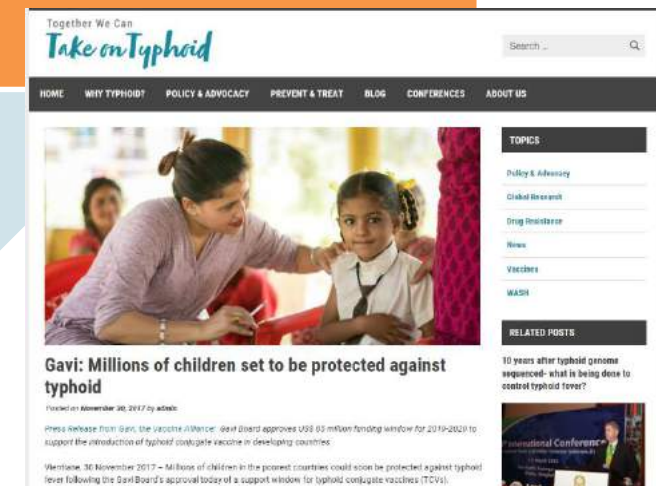 Together We Can
Take on Typhoid
Search ..
HOME WHY TYPHOID? POLICY & ADVOCACY PREVENT & TREAT BLOG CONFERENCES ABOUT US
TOPICS
Policy & Advocacy
Global Research
Drug Resistance
News
Vaccines
WASH
RELATED POSTS
10 years after typhoid genome
sequenced- what is being done to
control typhoid fever?
International Conference
Gavi: Millions of children set to be protected against
typhoid
Posted on November 30, 2017 by admin
Press Release from Gavi, the Vaccine Alliance: Gavi Board approves US$ 85 million funding window for 2019-2020 to
support the introduction of typhoid conjugate vaccine in developing countries
Vientiane, 30 November 2017 – Millions of children in the poorest countries could soon be protected against typhoid
fever following the Gavi Board's approval today of a support window for typhoid conjugate vaccines (TCVs).